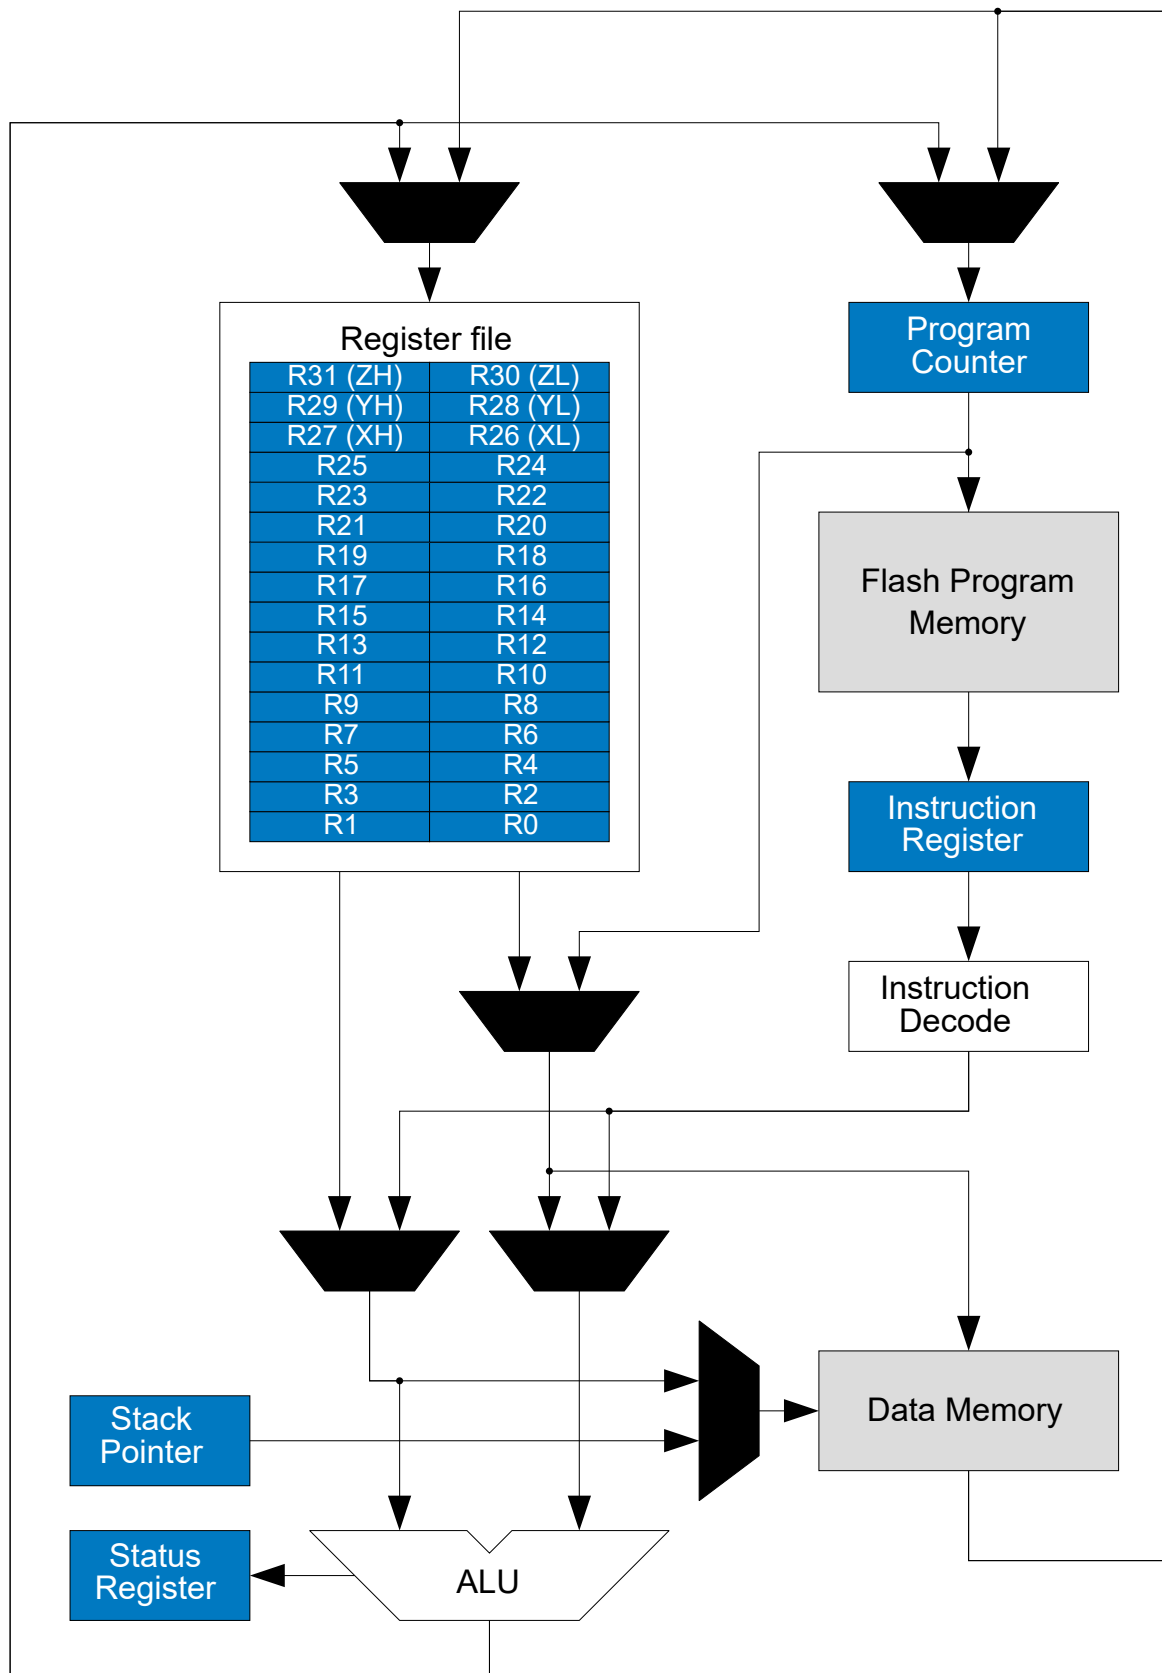 Register file
R31 (ZH) R30 (ZL)
R29 (YH) R28 (YL)
R27 (XH) R26 (XL)
R25 R24
R23 R22
R21 R20
R19 R18
R17 R16
R15 R14
R13 R12
R11 R10
R9 R8
R7 R6
R5 R4
R3 R2
R1 R0
Program
Counter
Flash Program
Memory
Instruction
Register
Instruction
Decode
Stack
Pointer
Data Memory
Status
Register
ALU